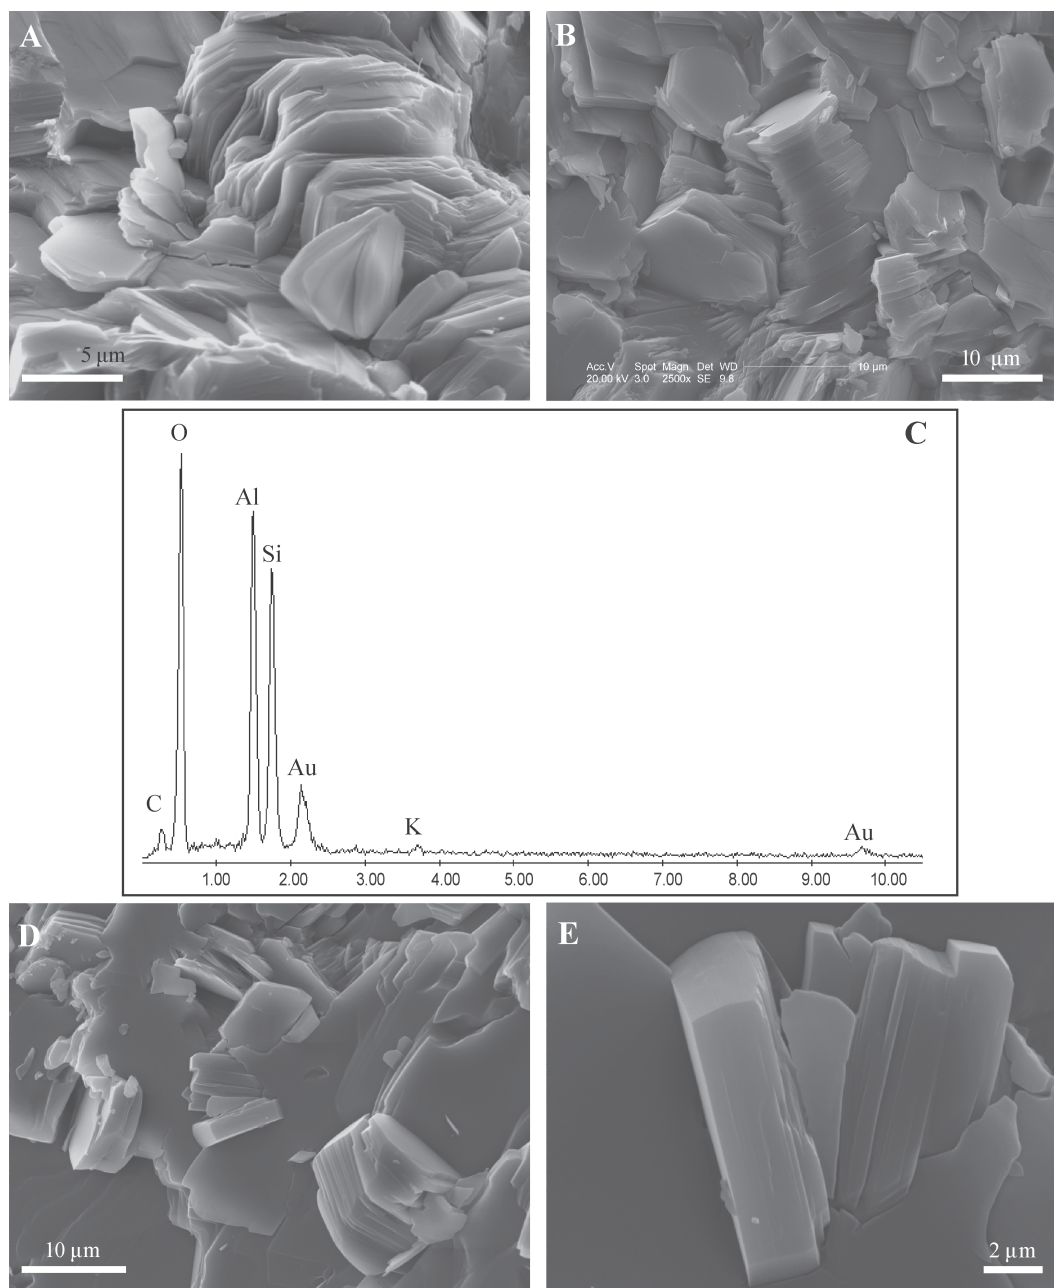 A
B
5 µm
Acc.V Spot Magn Det WD
20.00 kV 3.0 2500x SE 9.8
10 µm
10 µm
C
O
Al
Si
Au
C
K
Au
1.00 2.00 3.00 4.00 5.00 6.00 7.00 8.00 9.00 10.00
D
E
10 µm
2 µm